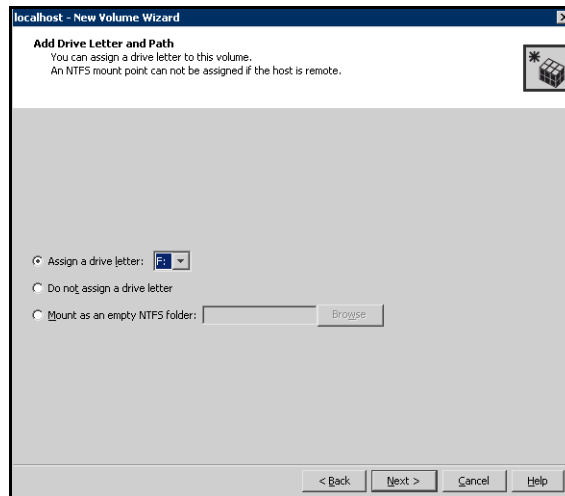 localhost - New Volume Wizard
Add Drive Letter and Path
You can assign a drive letter to this volume.
An NTFS mount point can not be assigned if the host is remote.
Assign a drive letter: F:
Do not assign a drive letter
Mount as an empty NTFS folder: Browse
< Back Next > Cancel Help